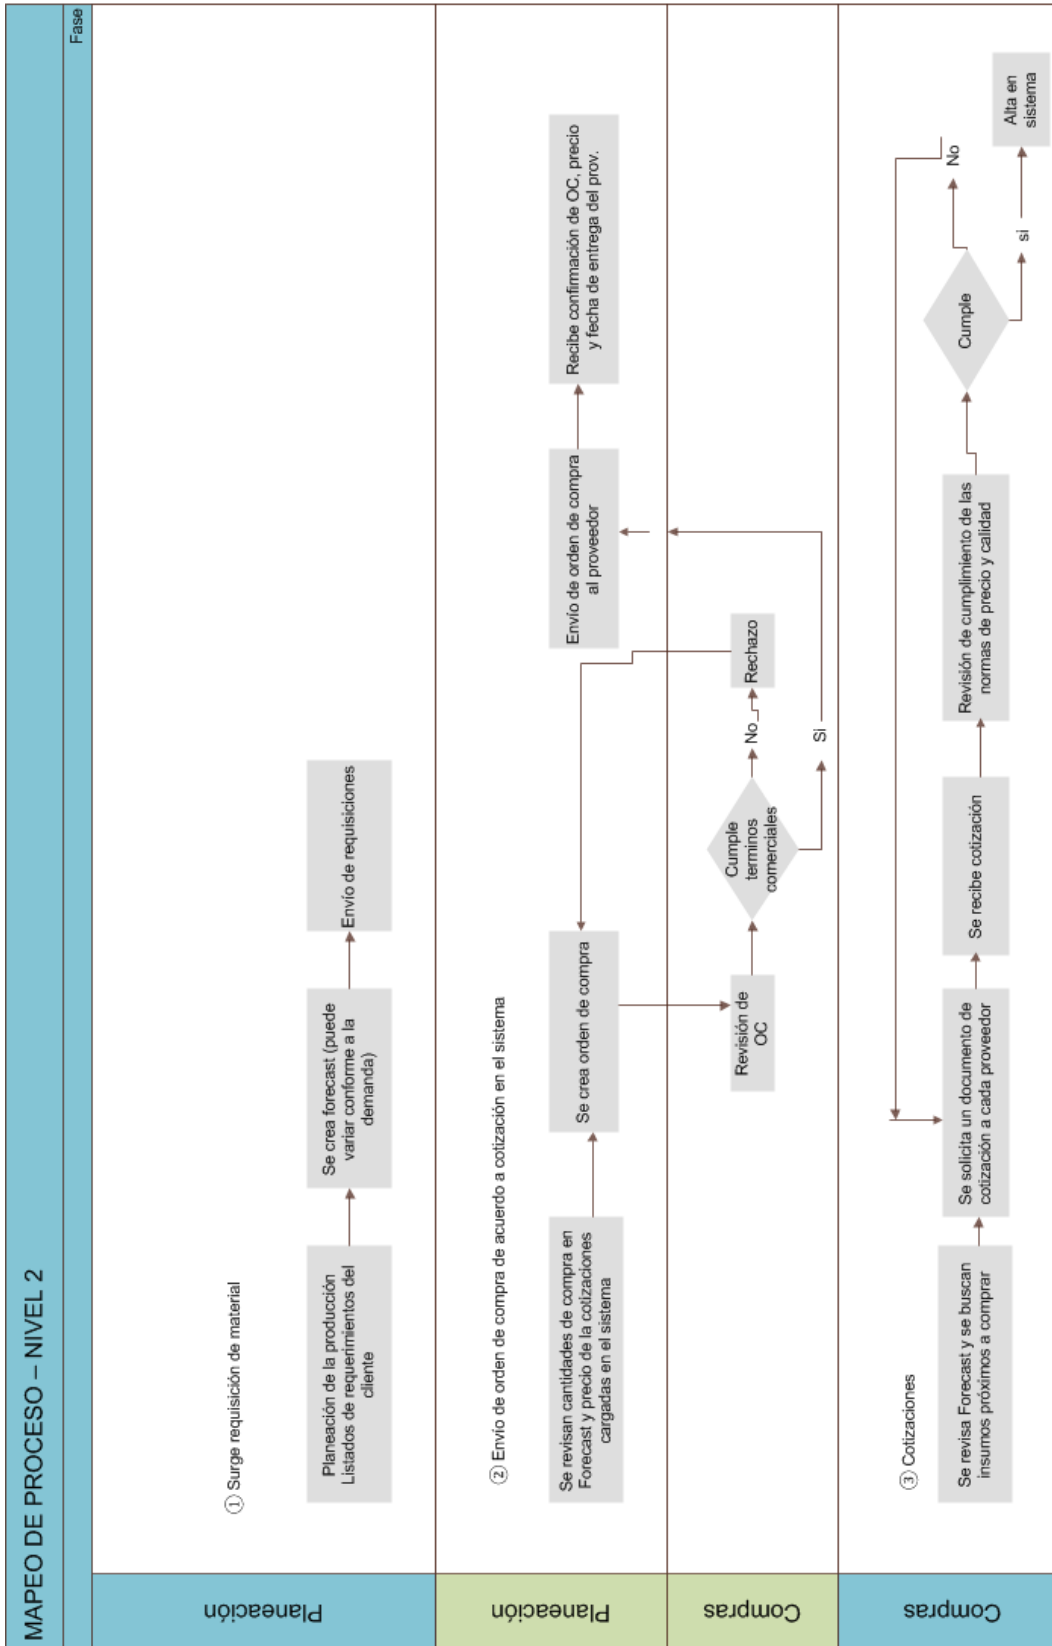 MAPEO DE PROCESO – NIVEL 2
Fase
Planeación
① Surge requisición de material
Planeación de la producción
Listados de requerimientos del
cliente
Se crea forecast (puede
variar conforme a la
demanda)
Envío de requisiciones
Planeación
② Envío de orden de compra de acuerdo a cotización en el sistema
Se revisan cantidades de compra en
Forecast y precio de la cotizaciones
cargadas en el sistema
Se crea orden de compra
Envío de orden de compra
al proveedor
Recibe confirmación de OC, precio
y fecha de entrega del prov.
Compras
Revisión de
OC
Cumple
terminos
comerciales
No
Rechazo
Si
Compras
③ Cotizaciones
Se revisa Forecast y se buscan
insumos próximos a comprar
Se solicita un documento de
cotización a cada proveedor
Se recibe cotización
Revisión de cumplimiento de las
normas de precio y calidad
Cumple
No
si
Alta en
sistema